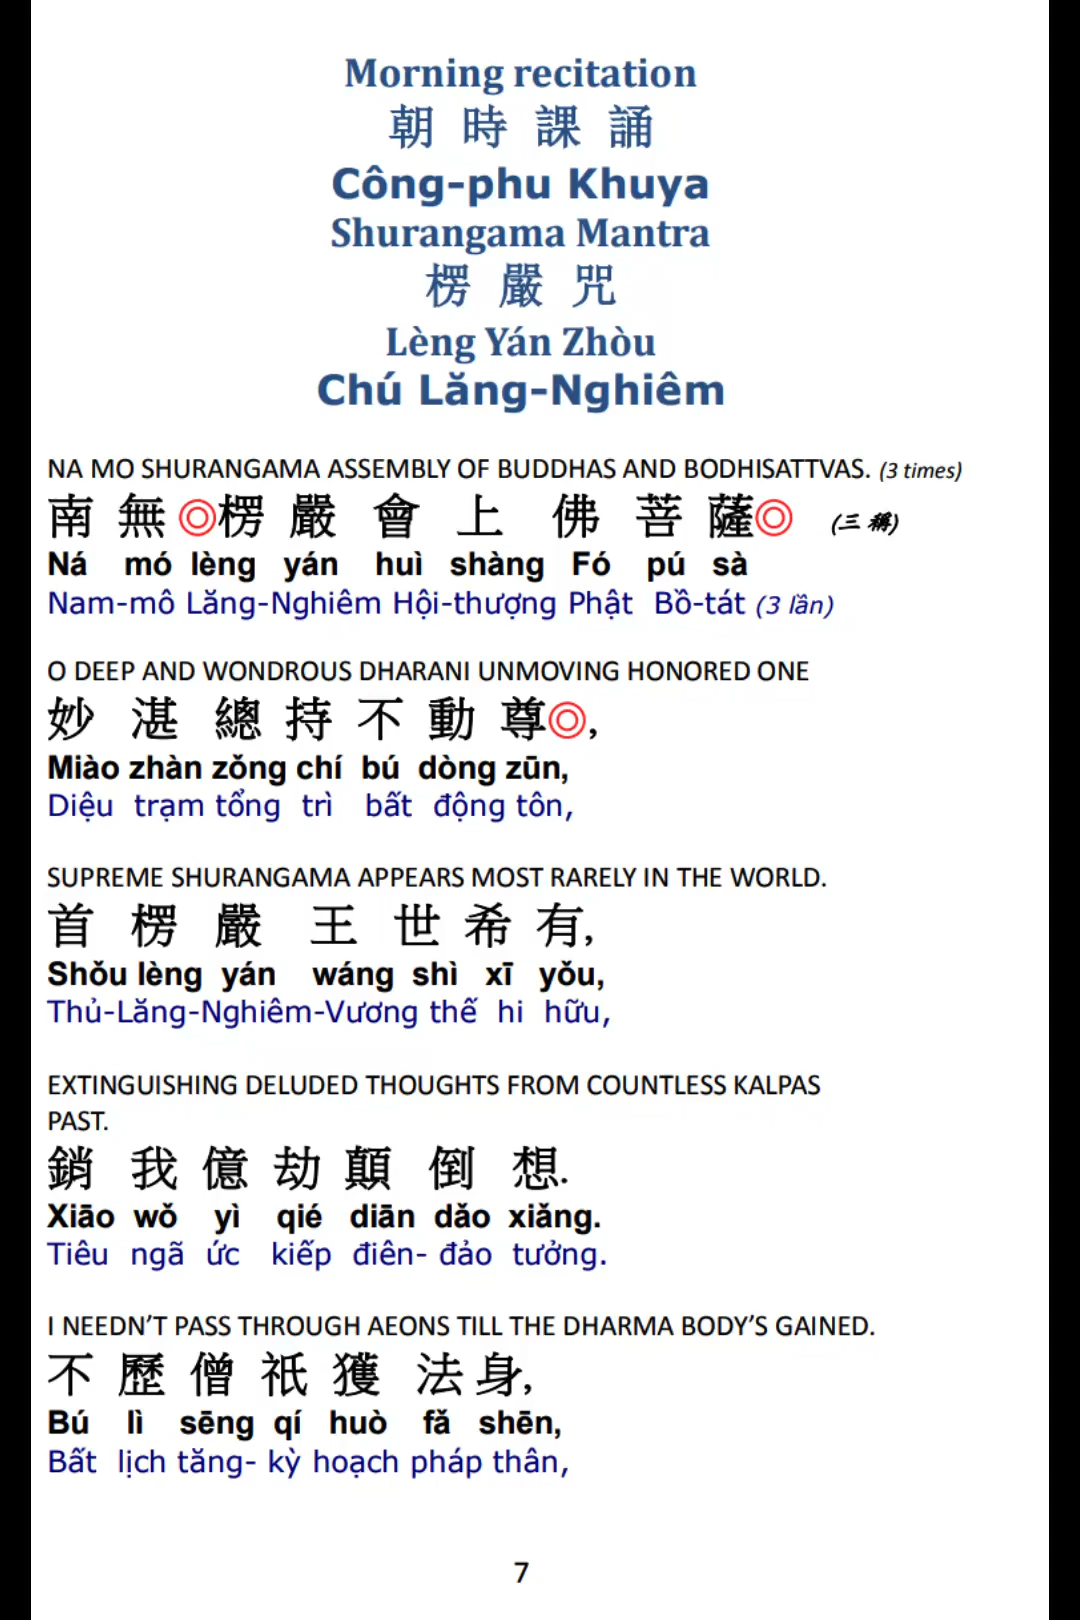 Morning recitation
朝 時 課 誦
Công-phu Khuya
Shurangama Mantra
楞 嚴 咒
Lèng Yán Zhòu
Chú Lăng-Nghiêm
NA MO SHURANGAMA ASSEMBLY OF BUDDHAS AND BODHISATTVAS. (3 times)
南 無 ◎楞 嚴 會 上 佛 菩 薩◎ (三 稱)
Ná mó lèng yán huì shàng Fó pú sà
Nam-mô Lăng-Nghiêm Hội-thượng Phật Bồ-tát (3 lần)
O DEEP AND WONDROUS DHARANI UNMOVING HONORED ONE
妙 湛 總 持 不 動 尊◎,
Miào zhàn zǒng chí bú dòng zūn,
Diệu trạm tổng trì bất động tôn,
SUPREME SHURANGAMA APPEARS MOST RARELY IN THE WORLD.
首 楞 嚴 王 世 希 有,
Shǒu lèng yán wáng shì xī yǒu,
Thủ-Lăng-Nghiêm-Vương thế hi hữu,
EXTINGUISHING DELUDED THOUGHTS FROM COUNTLESS KALPAS
PAST.
銷 我 億 劫 顛 倒 想.
Xiāo wǒ yì qié diān dǎo xiǎng.
Tiêu ngã ức kiếp điên- đảo tưởng.
I NEEDN'T PASS THROUGH AEONS TILL THE DHARMA BODY'S GAINED.
不 歷 僧 祇 獲 法 身,
Bú lì sēng qí huò fǎ shēn,
Bất lịch tăng- kỳ hoạch pháp thân,
7